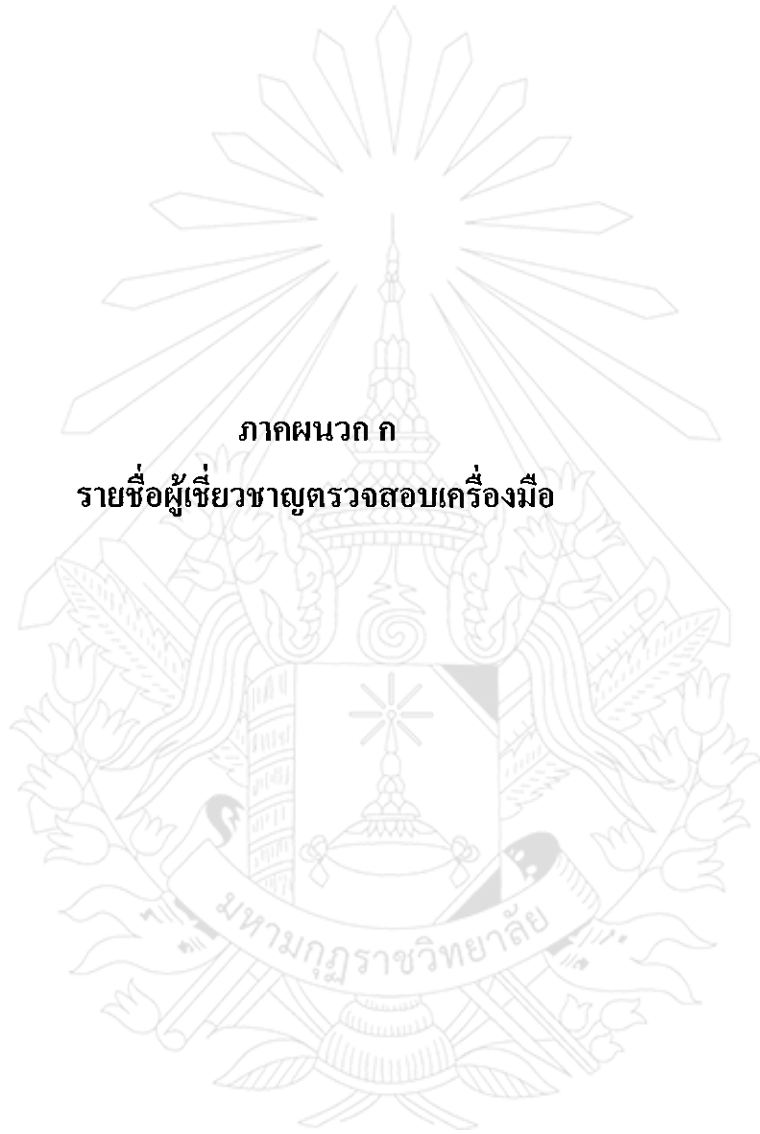 ภาคผนวก ค
รายชื่อผู้เชี่ยวชาญตรวจสอบเครื่องมือ
มหามกุฏราชวิทยาลัย